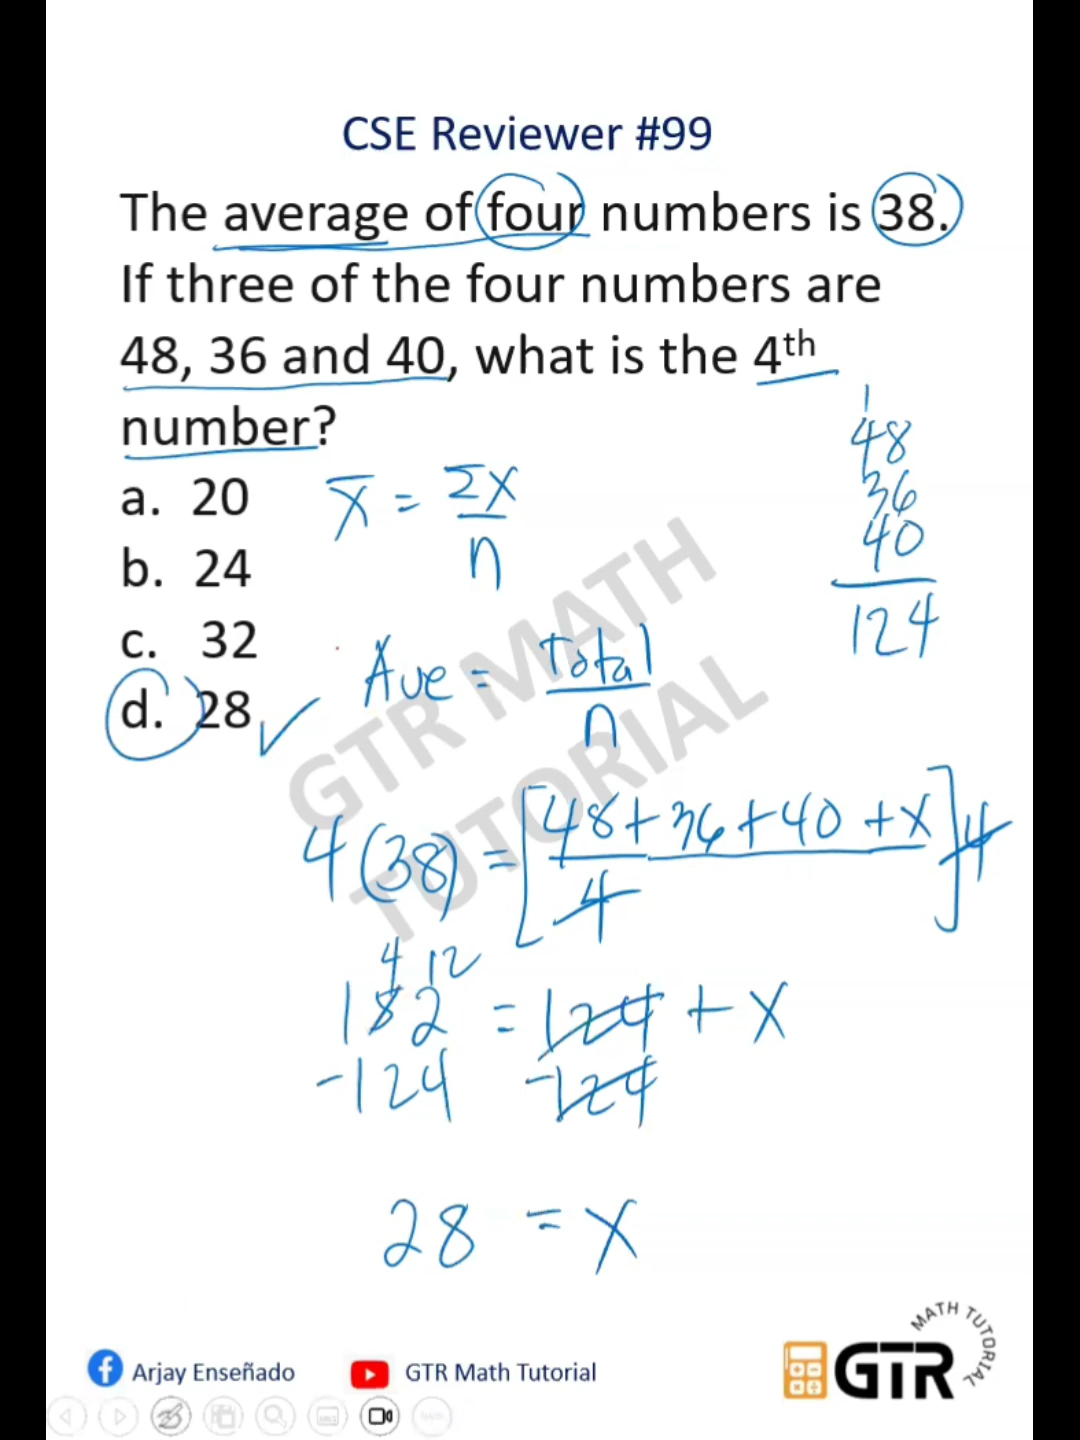 CSE Reviewer #99
The average of four numbers is 38.
If three of the four numbers are
48, 36 and 40, what is the 4th
number?
a. 20
b. 24
c. 32
d. 28
X = ΣX
n
1
48
36
40
124
Ave = Total
n
4(38) = [48+36+40+X]4
4
4 12
152 = 124 + X
-124 -124
28 = X
GTR MATH
TUTORIAL
Arjay Enseñado
GTR Math Tutorial
GTR
MATH TUTORIAL